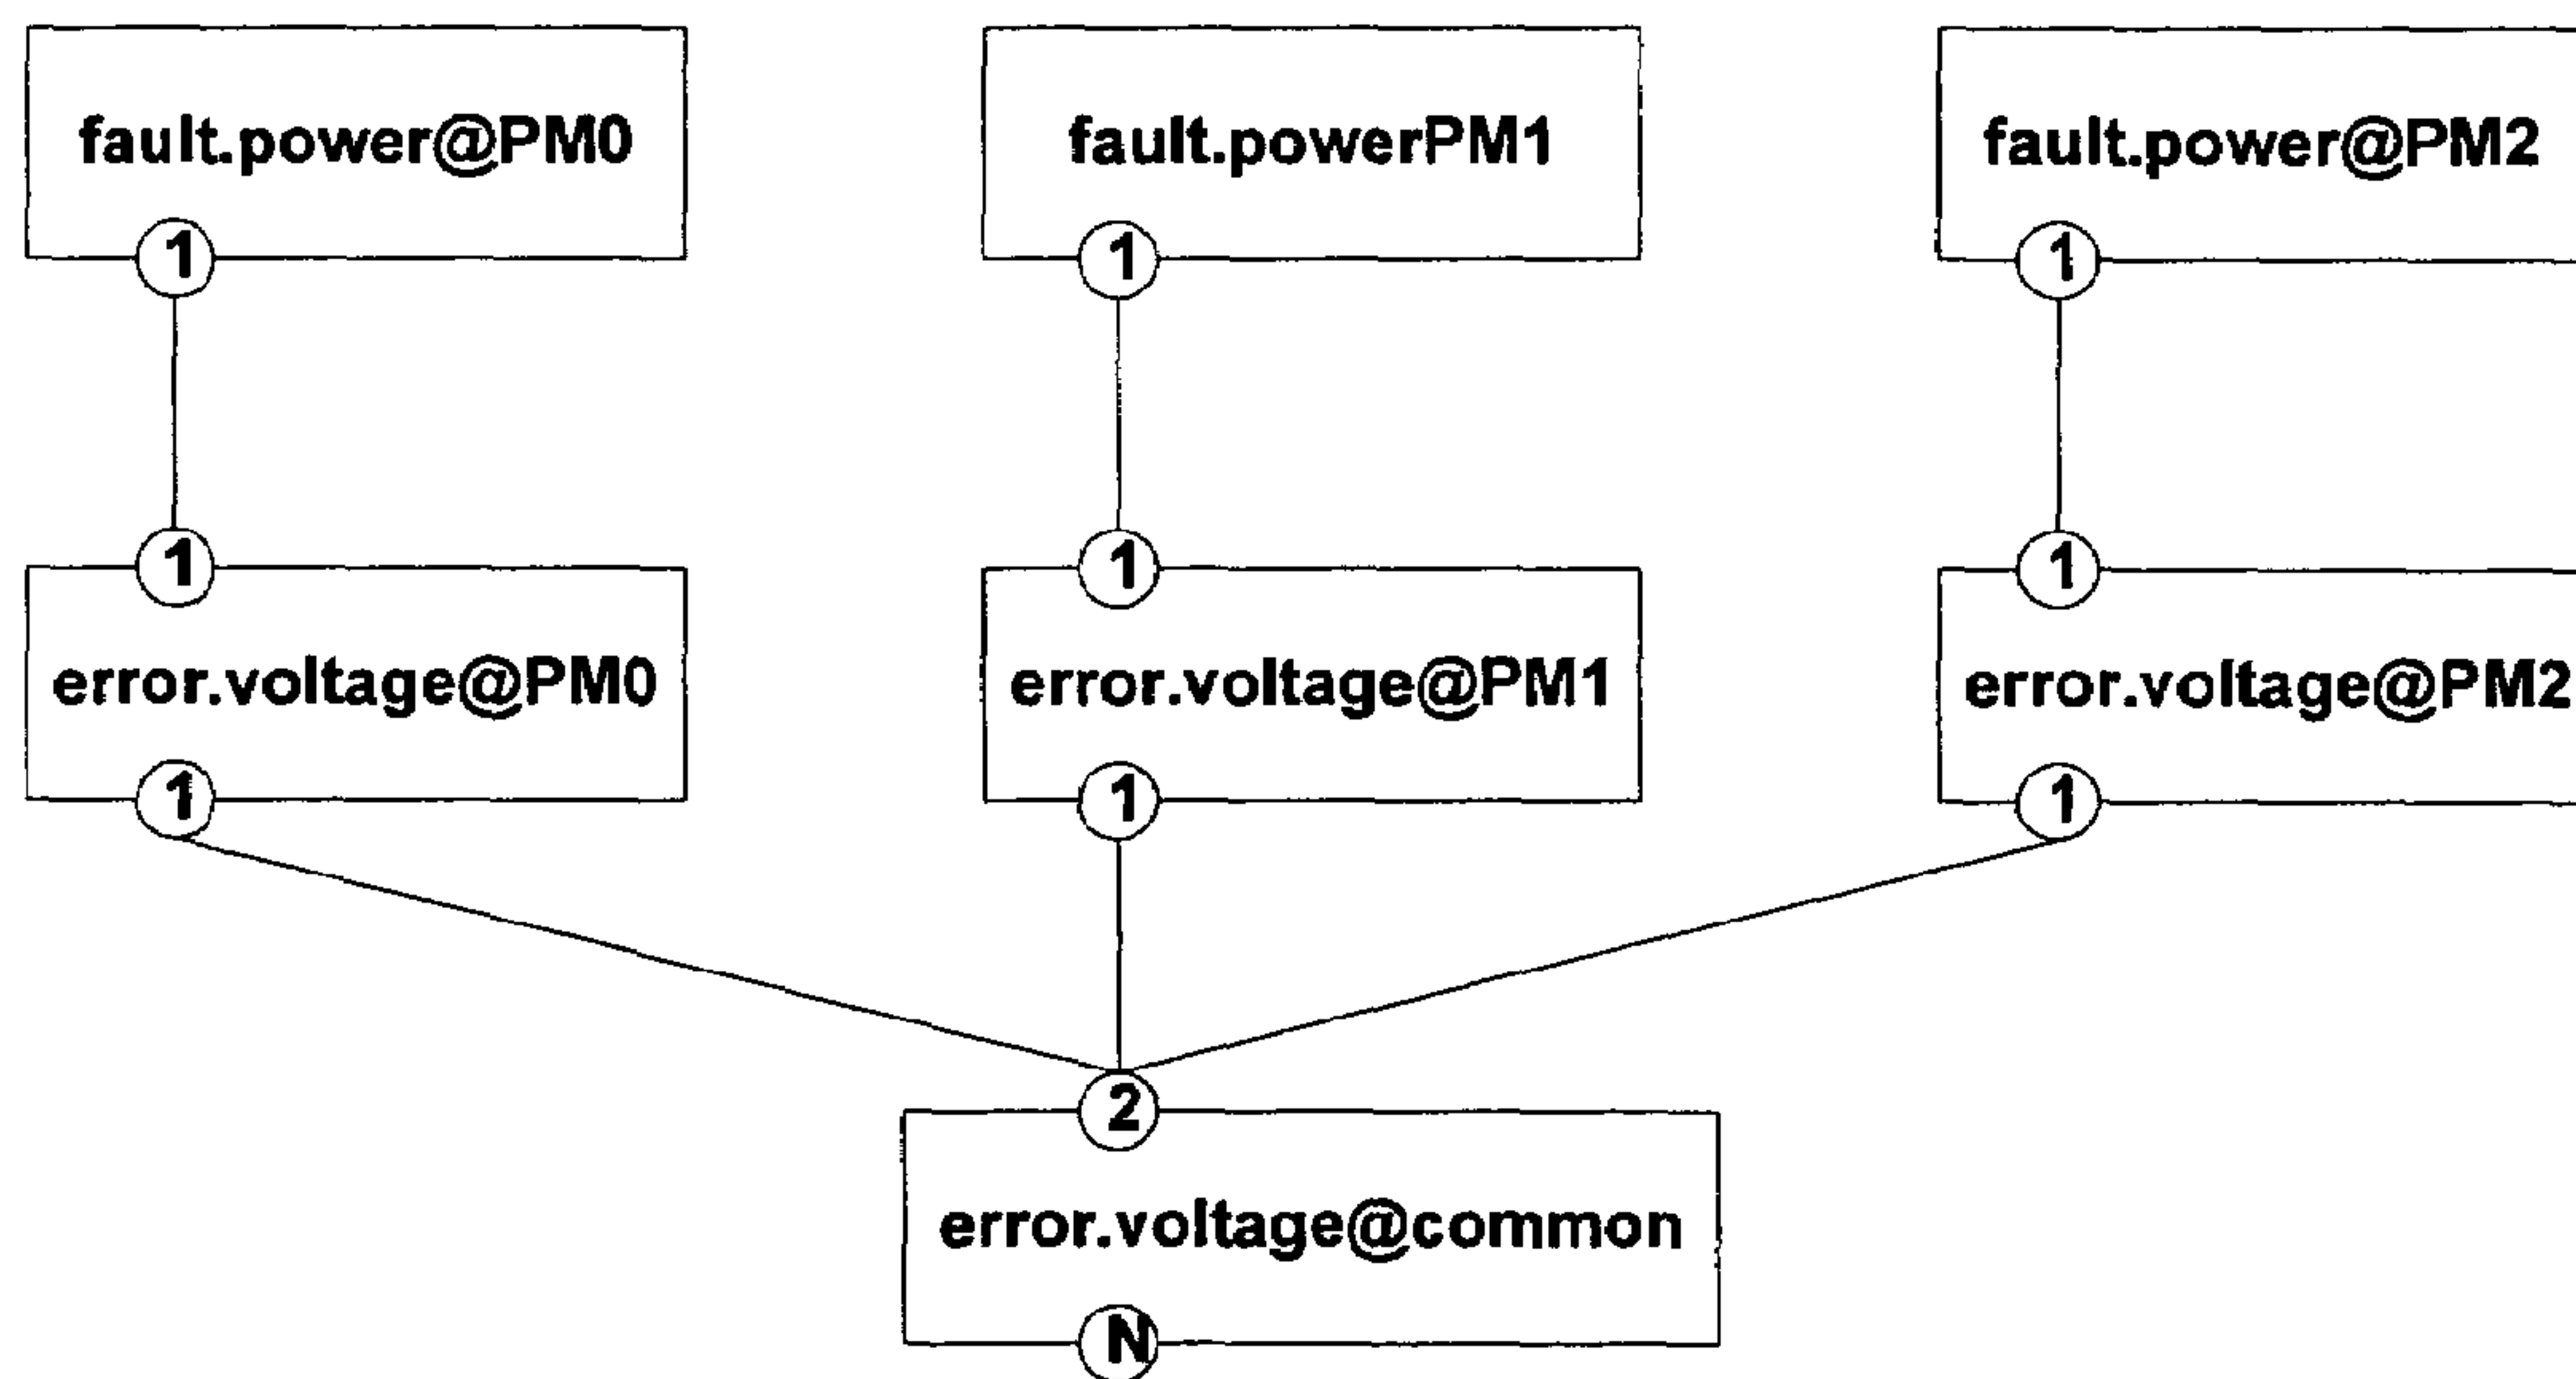 fault.power@PM0 fault.powerPM1 fault.power@PM2
1 1 1
1 1 1
error.voltage@PM0 error.voltage@PM1 error.voltage@PM2
1 1 1
2
error.voltage@common
N